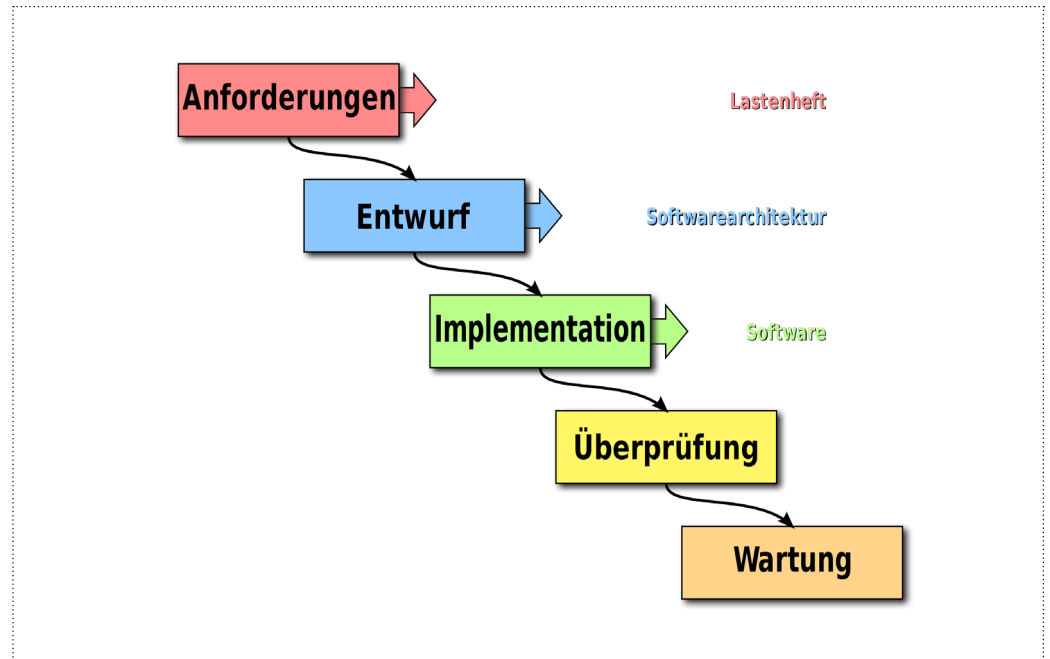 Anforderungen
Lastenheft
Entwurf
Softwarearchitektur
Implementation
Software
Überprüfung
Wartung